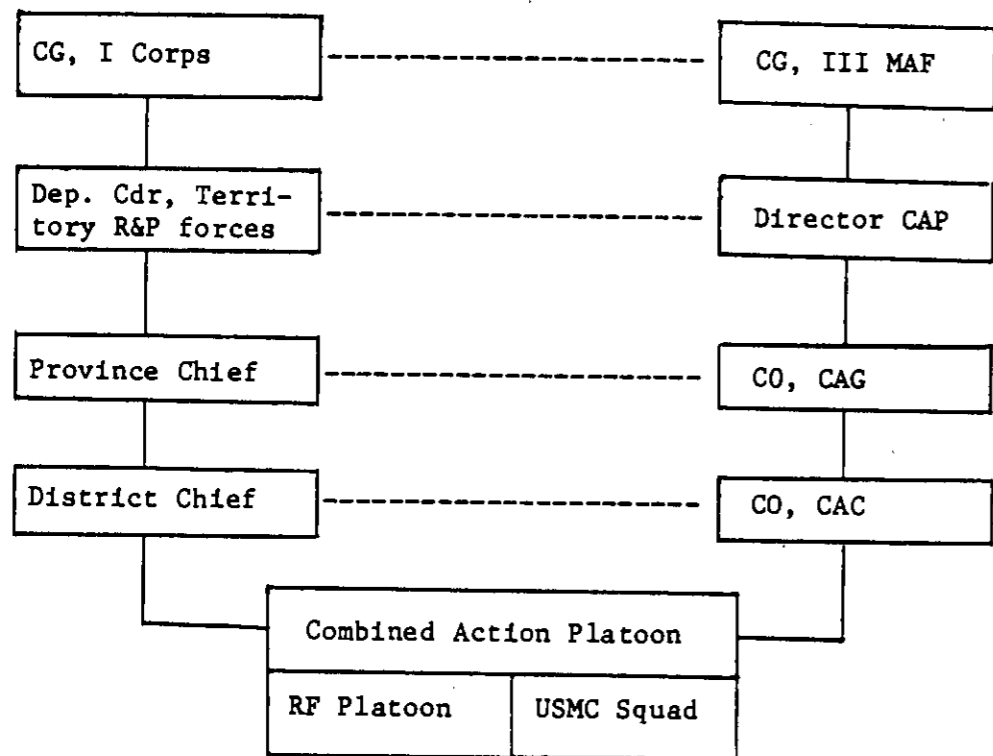 CG, I Corps
CG, III MAF
Dep. Cdr, Terri-
tory R&P forces
Director CAP
Province Chief
CO, CAG
District Chief
CO, CAC
Combined Action Platoon
RF Platoon
USMC Squad